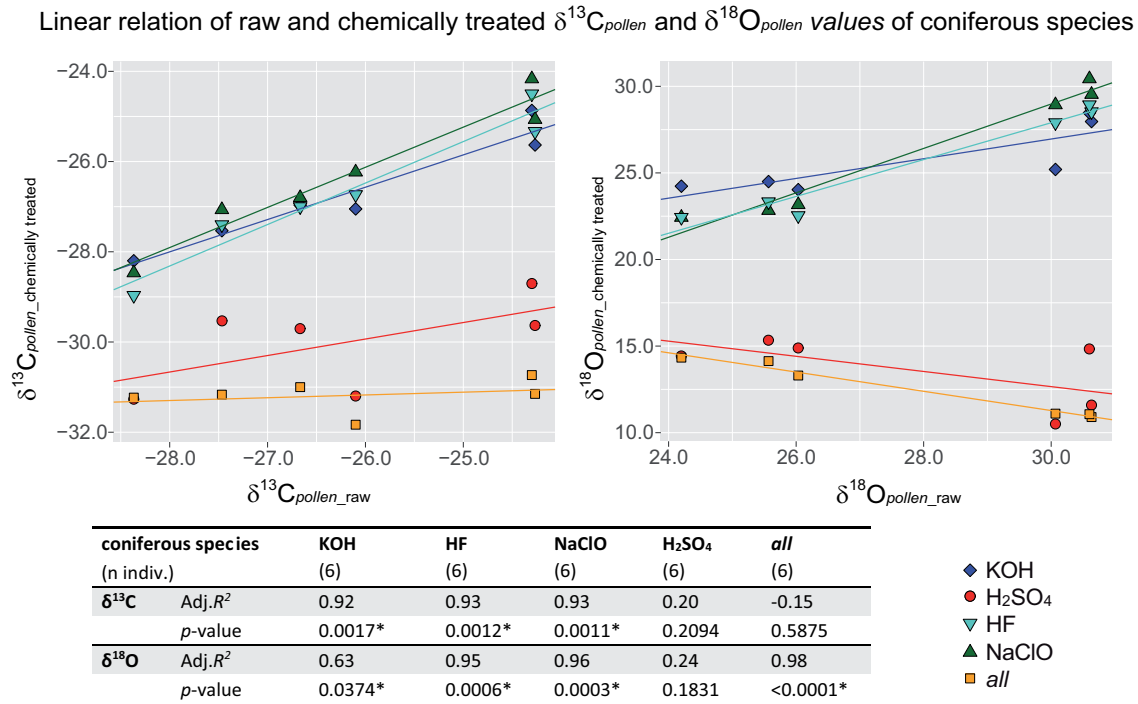 Linear relation of raw and chemically treated δ¹³Cpollen and δ¹⁸Opollen values of coniferous species
−24.0
−26.0
−28.0
−30.0
−32.0
δ¹³Cpollen_chemically treated
−28.0 −27.0 −26.0 −25.0
δ¹³Cpollen_raw
30.0
25.0
20.0
15.0
10.0
δ¹⁸Opollen_chemically treated
24.0 26.0 28.0 30.0
δ¹⁸Opollen_raw
coniferous species KOH HF NaClO H₂SO₄ all
(n indiv.) (6) (6) (6) (6) (6)
δ¹³C Adj.R² 0.92 0.93 0.93 0.20 -0.15
p-value 0.0017* 0.0012* 0.0011* 0.2094 0.5875
δ¹⁸O Adj.R² 0.63 0.95 0.96 0.24 0.98
p-value 0.0374* 0.0006* 0.0003* 0.1831 <0.0001*
KOH
H₂SO₄
HF
NaClO
all